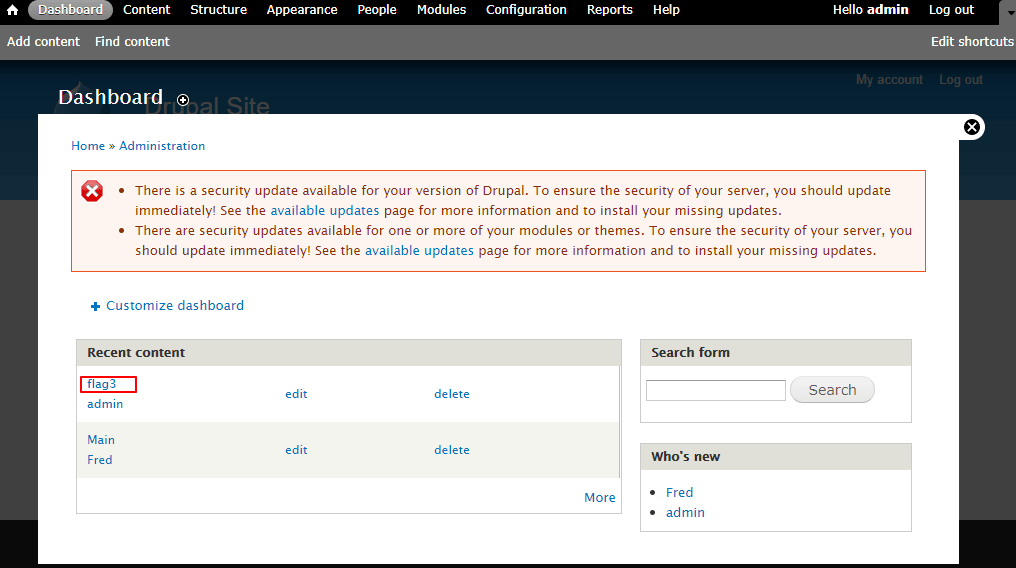 Dashboard Content Structure Appearance People Modules Configuration Reports Help Hello admin Log out
Add content Find content Edit shortcuts
My account Log out
Dashboard
Drupal Site
Home » Administration
• There is a security update available for your version of Drupal. To ensure the security of your server, you should update
immediately! See the available updates page for more information and to install your missing updates.
• There are security updates available for one or more of your modules or themes. To ensure the security of your server, you
should update immediately! See the available updates page for more information and to install your missing updates.
Customize dashboard
Recent content
flag3 edit delete
admin
Main edit delete
Fred
More
Search form
Search
Who's new
• Fred
• admin